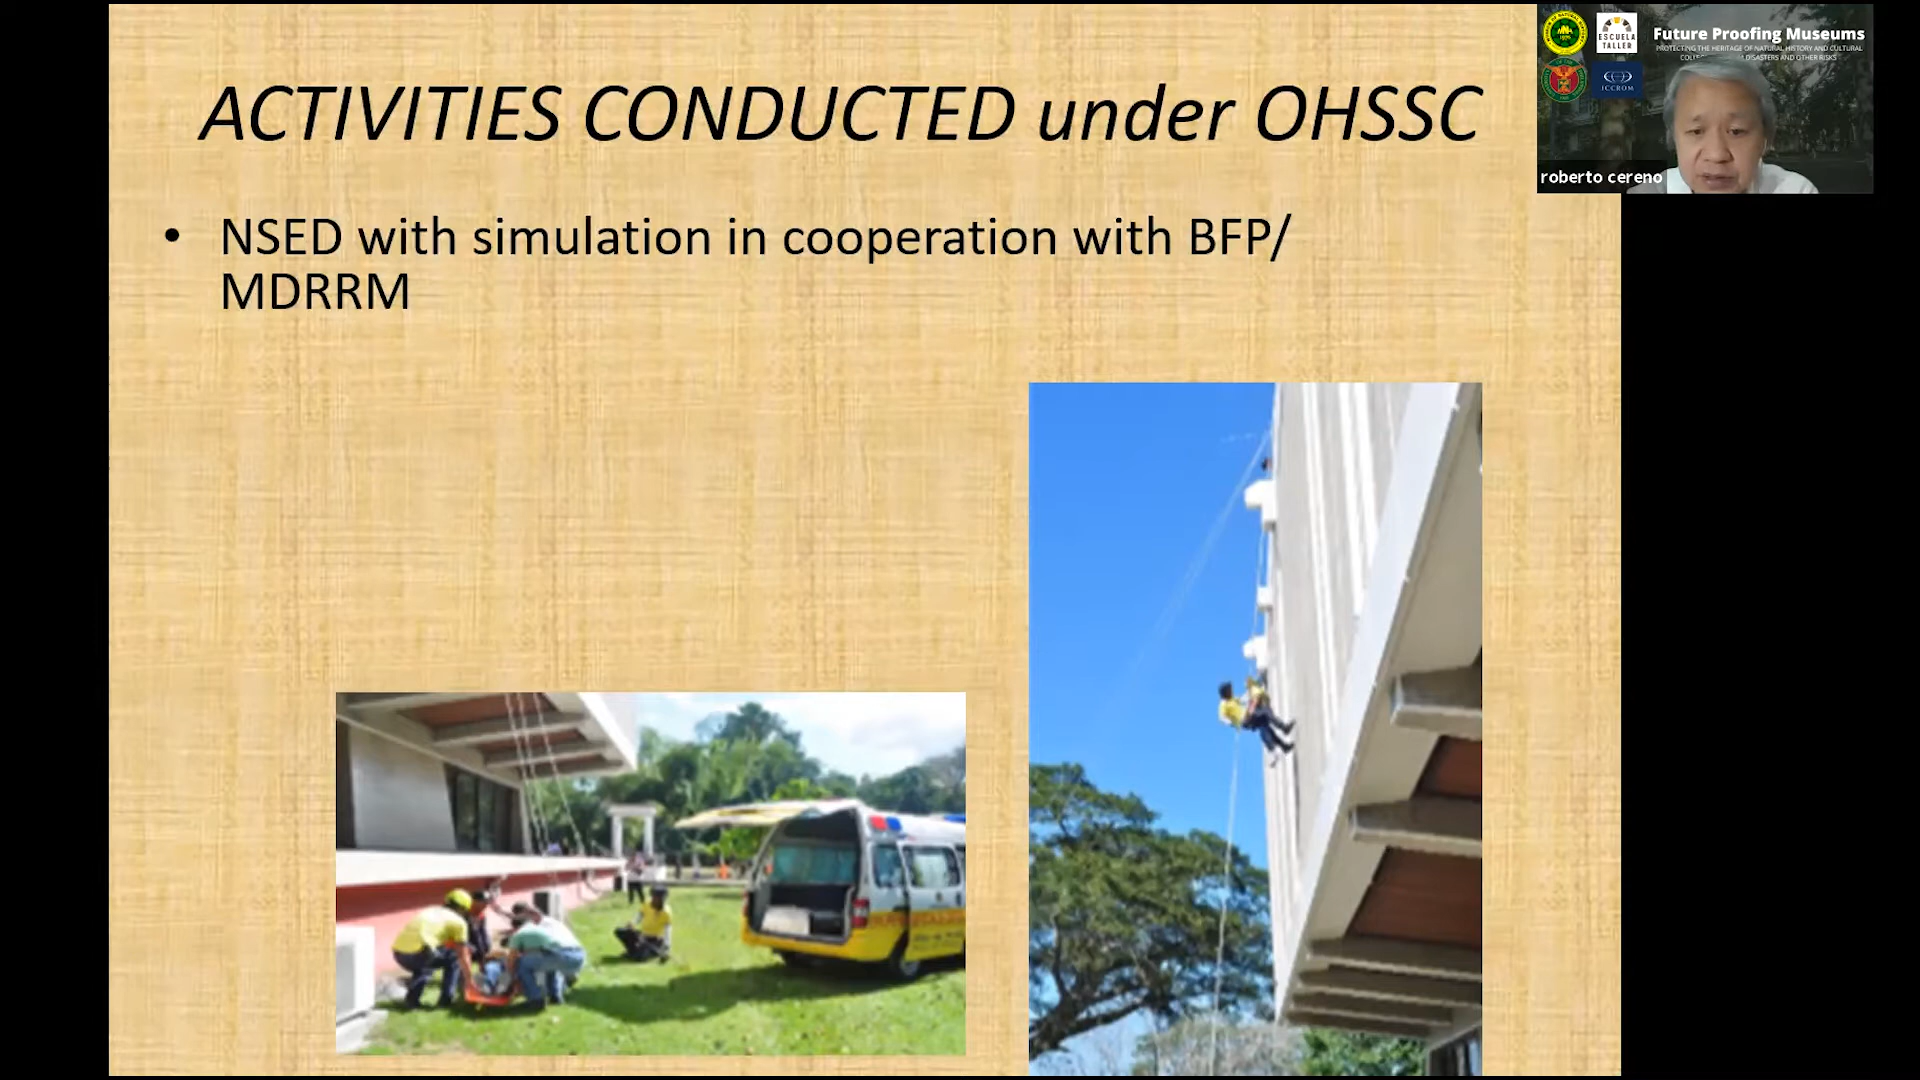 ACTIVITIES CONDUCTED under OHSSC
• NSED with simulation in cooperation with BFP/
MDRRM
ESCUELA
TALLER
ICCROM
Future Proofing Museums
PROTECTING THE HERITAGE OF NATURAL HISTORY AND CULTURAL
DISASTERS AND OTHER RISKS
roberto cereno